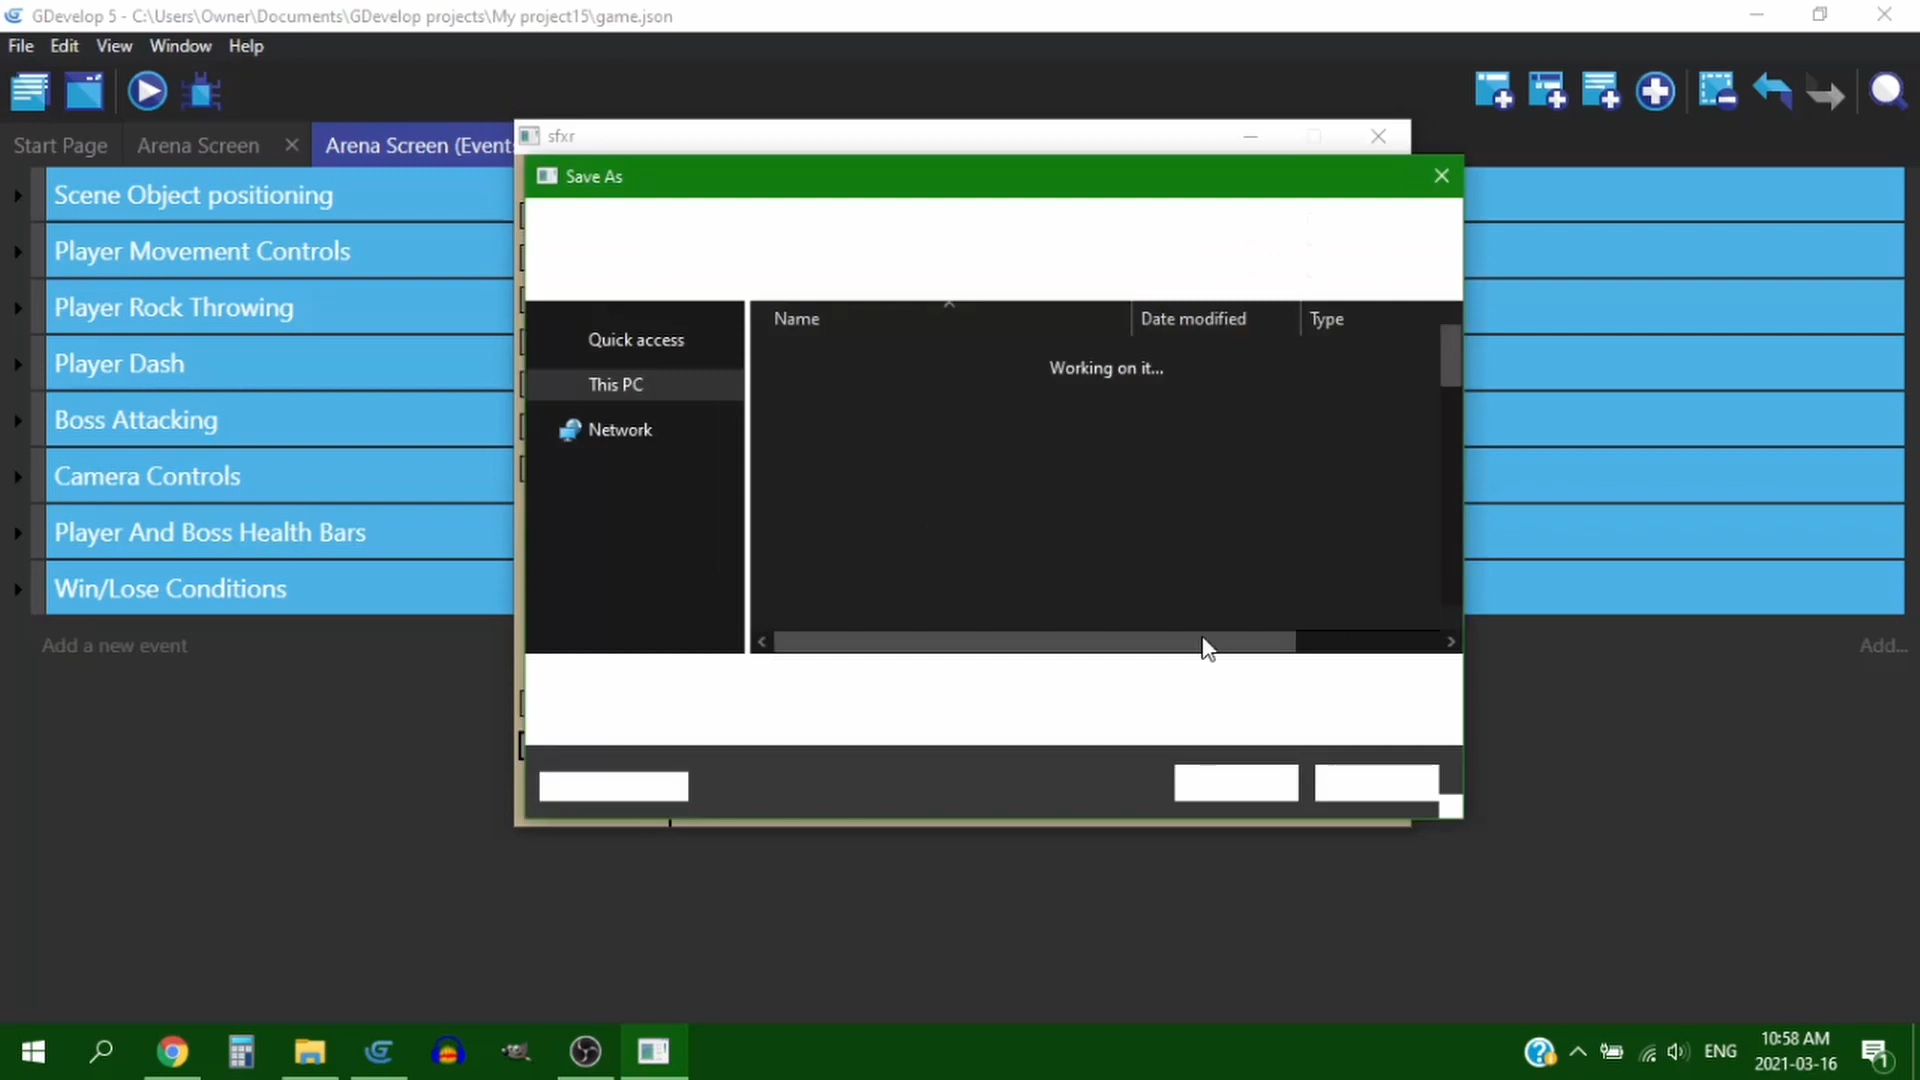 GDevelop 5 - C:\Users\Owner\Documents\GDevelop projects\My project15\game.json
File Edit View Window Help
Start Page
Arena Screen
Arena Screen (Event
sfxr
Save As
Scene Object positioning
Player Movement Controls
Player Rock Throwing
Player Dash
Boss Attacking
Camera Controls
Player And Boss Health Bars
Win/Lose Conditions
Add a new event
Add...
Quick access
This PC
Network
Name
Date modified
Type
Working on it...
ENG
10:58 AM
2021-03-16
1